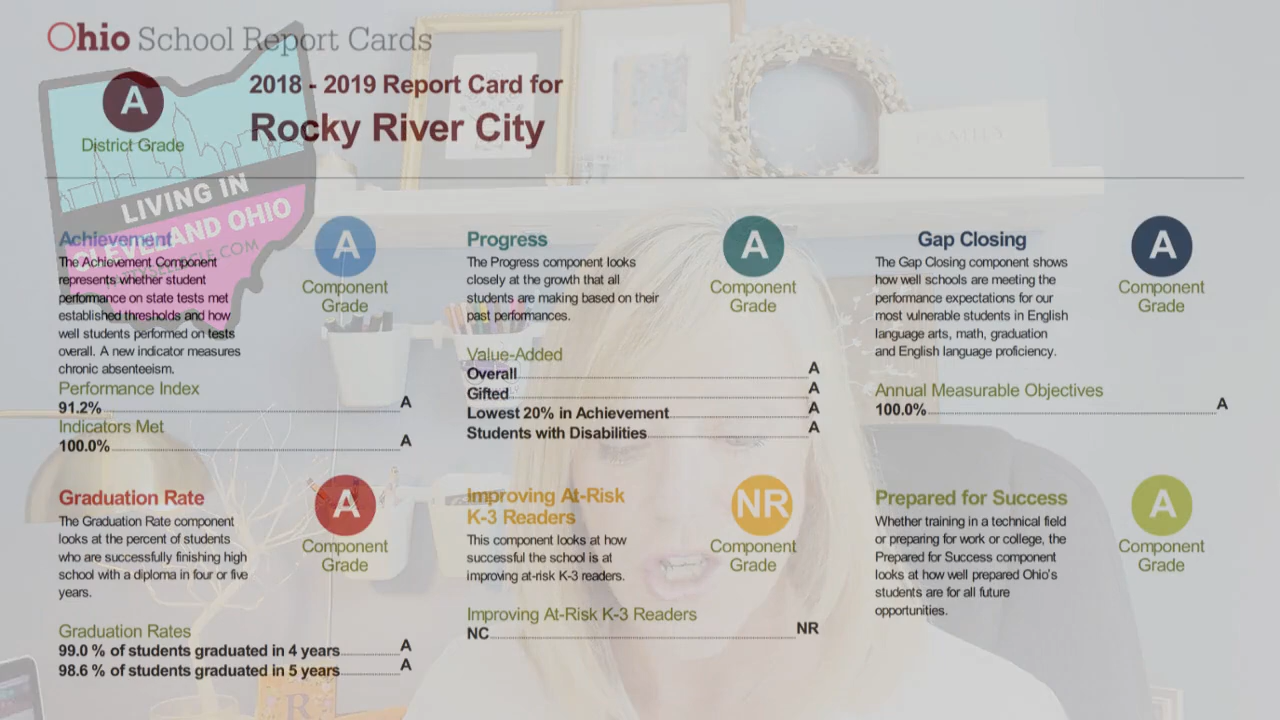 Ohio School Report Cards
A
District Grade
2018 - 2019 Report Card for
Rocky River City
FAMILY
LIVING IN
CLEVELAND OHIO
Achievement
The Achievement Component
represents whether student
performance on state tests met
established thresholds and how
well students performed on tests
overall. A new indicator measures
chronic absenteeism.
A
Component
Grade
Performance Index
91.2% A
Indicators Met
100.0% A
Progress
The Progress component looks
closely at the growth that all
students are making based on their
past performances.
A
Component
Grade
Value-Added
Overall A
Gifted A
Lowest 20% in Achievement A
Students with Disabilities A
Gap Closing
The Gap Closing component shows
how well schools are meeting the
performance expectations for our
most vulnerable students in English
language arts, math, graduation
and English language proficiency.
A
Component
Grade
Annual Measurable Objectives
100.0% A
Graduation Rate
The Graduation Rate component
looks at the percent of students
who are successfully finishing high
school with a diploma in four or five
years.
A
Component
Grade
Graduation Rates
99.0 % of students graduated in 4 years A
98.6 % of students graduated in 5 years A
Improving At-Risk
K-3 Readers
This component looks at how
successful the school is at
improving at-risk K-3 readers.
NR
Component
Grade
Improving At-Risk K-3 Readers
NC NR
Prepared for Success
Whether training in a technical field
or preparing for work or college, the
Prepared for Success component
looks at how well prepared Ohio's
students are for all future
opportunities.
A
Component
Grade
R